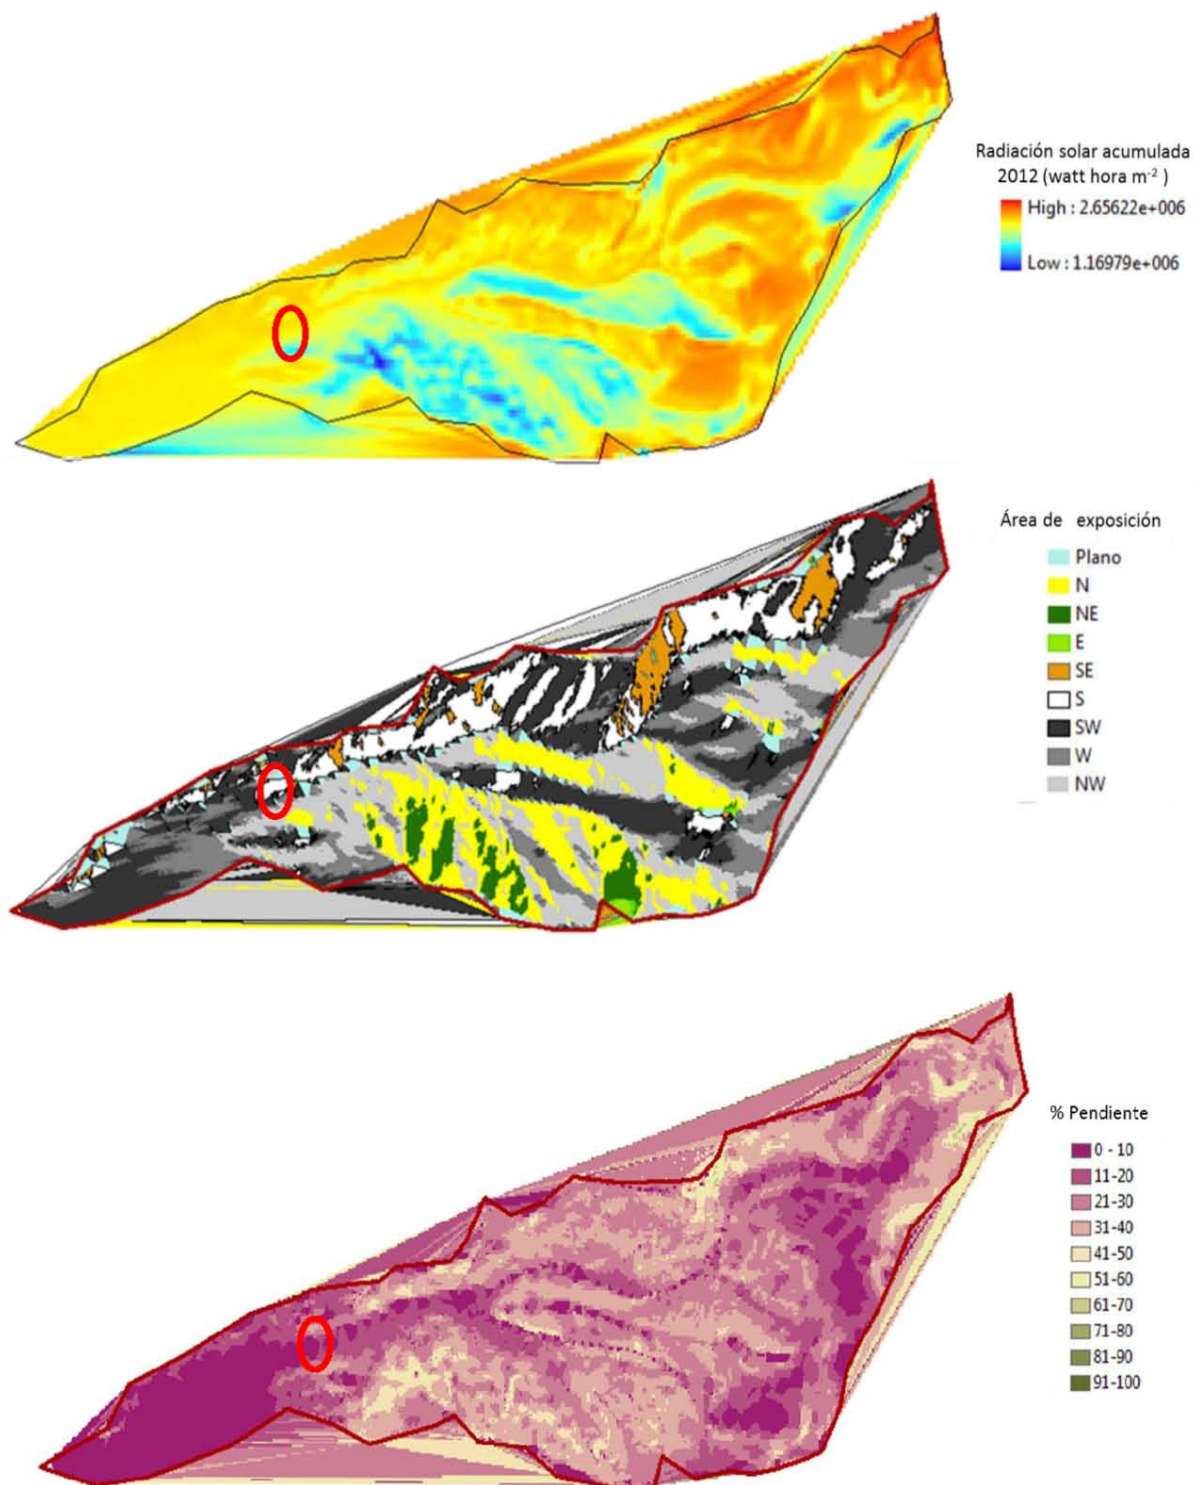 Radiación solar acumulada
2012 (watt hora m⁻² )
High : 2.65622e+006
Low : 1.16979e+006
Área de exposición
Plano
N
NE
E
SE
S
SW
W
NW
% Pendiente
0 - 10
11-20
21-30
31-40
41-50
51-60
61-70
71-80
81-90
91-100